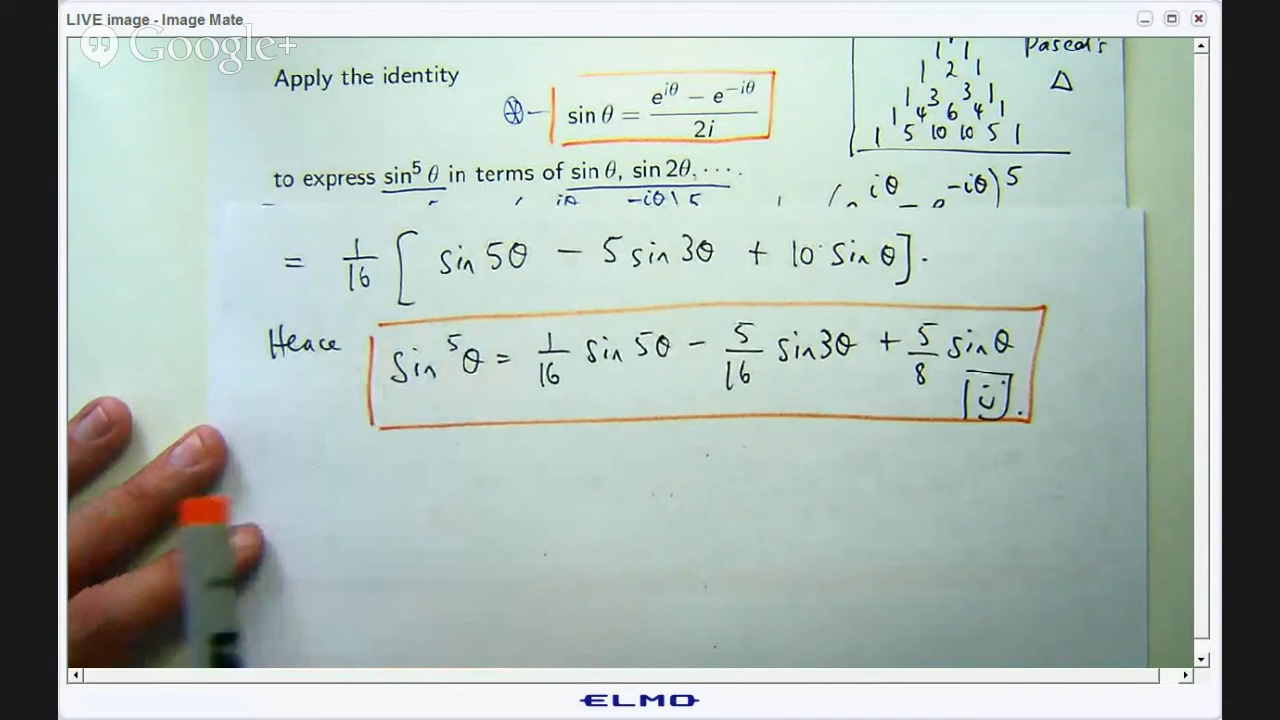 LIVE image - Image Mate
Google+
Apply the identity
sin θ = (e^{iθ} − e^{−iθ}) / 2i
to express sin⁵ θ in terms of sin θ, sin 2θ, ⋯.
Pascal's
Δ
1 1
1 2 1
1 3 3 1
1 4 6 4 1
1 5 10 10 5 1
= 1/16 [ sin 5θ − 5 sin 3θ + 10 · sin θ ].
Hence sin⁵ θ = 1/16 sin 5θ − 5/16 sin 3θ + 5/8 sin θ
ELMO